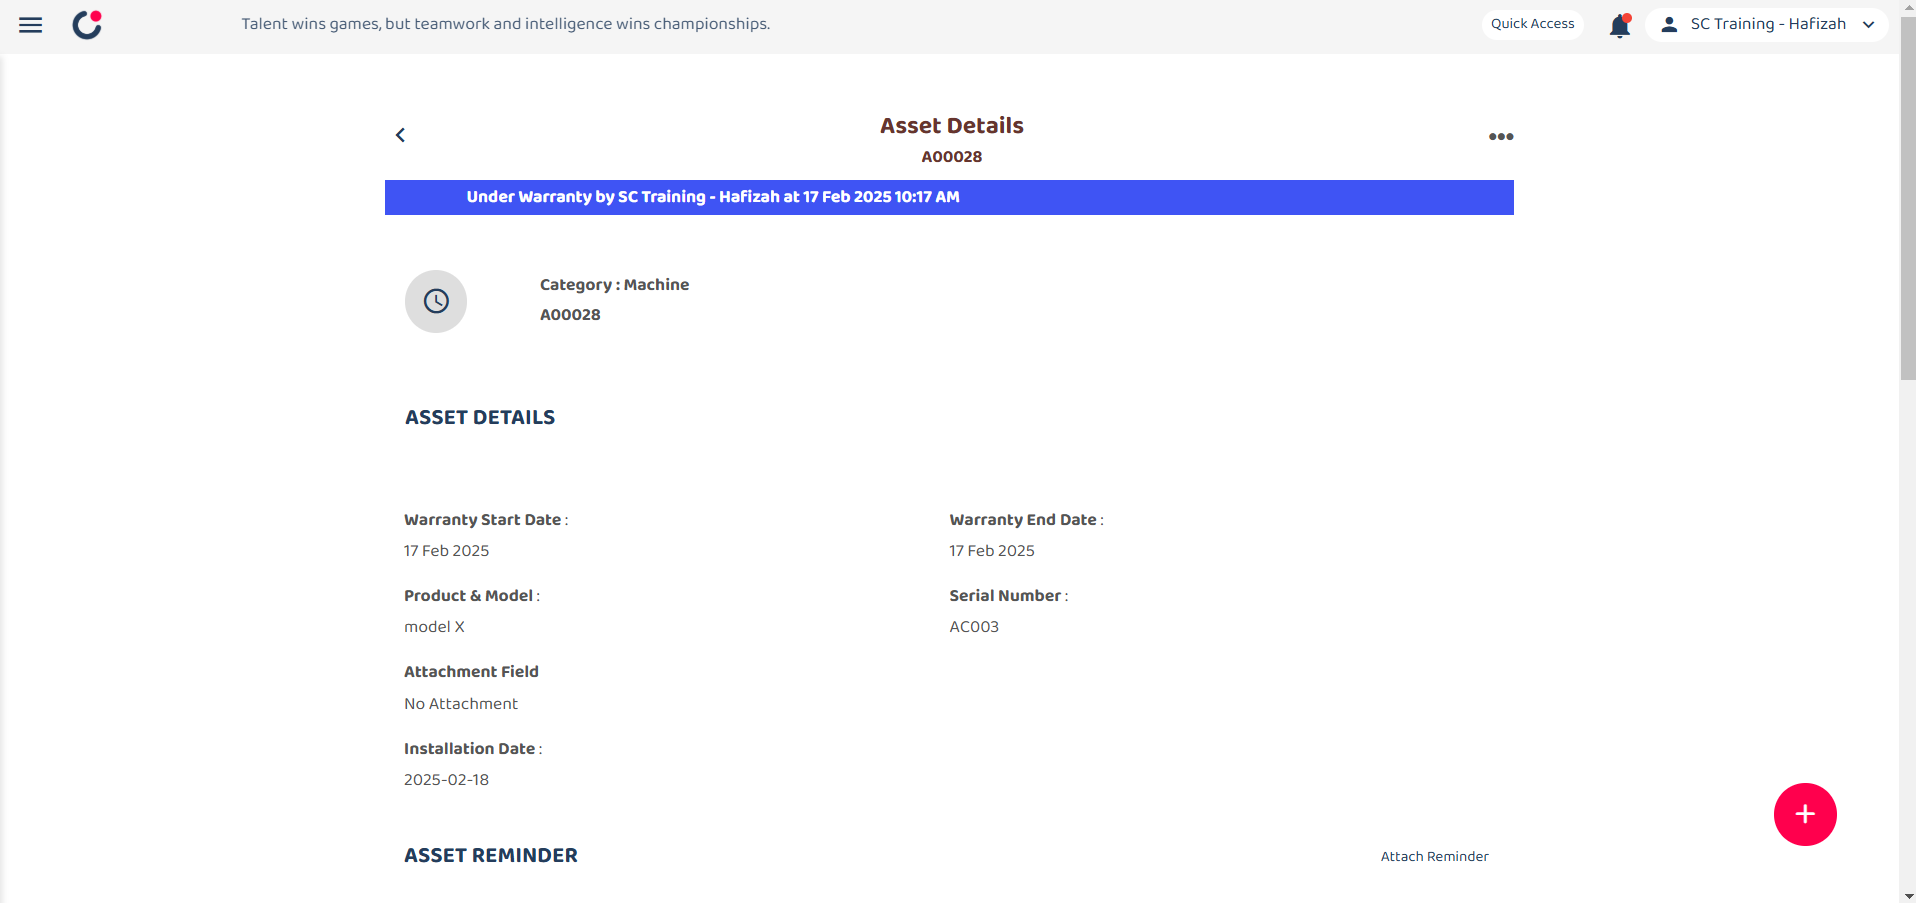 Talent wins games, but teamwork and intelligence wins championships.
Quick Access
SC Training - Hafizah
Asset Details
A00028
Under Warranty by SC Training - Hafizah at 17 Feb 2025 10:17 AM
Category : Machine
A00028
ASSET DETAILS
Warranty Start Date :
17 Feb 2025
Warranty End Date :
17 Feb 2025
Product & Model :
model X
Serial Number :
AC003
Attachment Field
No Attachment
Installation Date :
2025-02-18
ASSET REMINDER
Attach Reminder